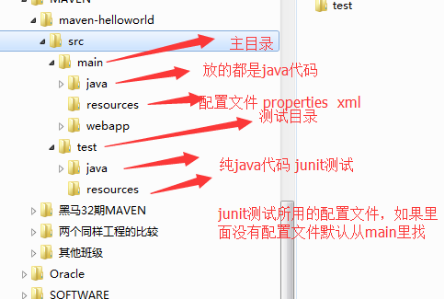 MAVEN
test
maven-helloworld
src
主目录
main
java
放的都是java代码
resources
配置文件 properties xml
webapp
测试目录
test
java
纯java代码 junit测试
resources
黑马32期MAVEN
junit测试所用的配置文件，如果里
面没有配置文件默认从main里找
两个同样工程的比较
其他班级
Oracle
SOFTWARE